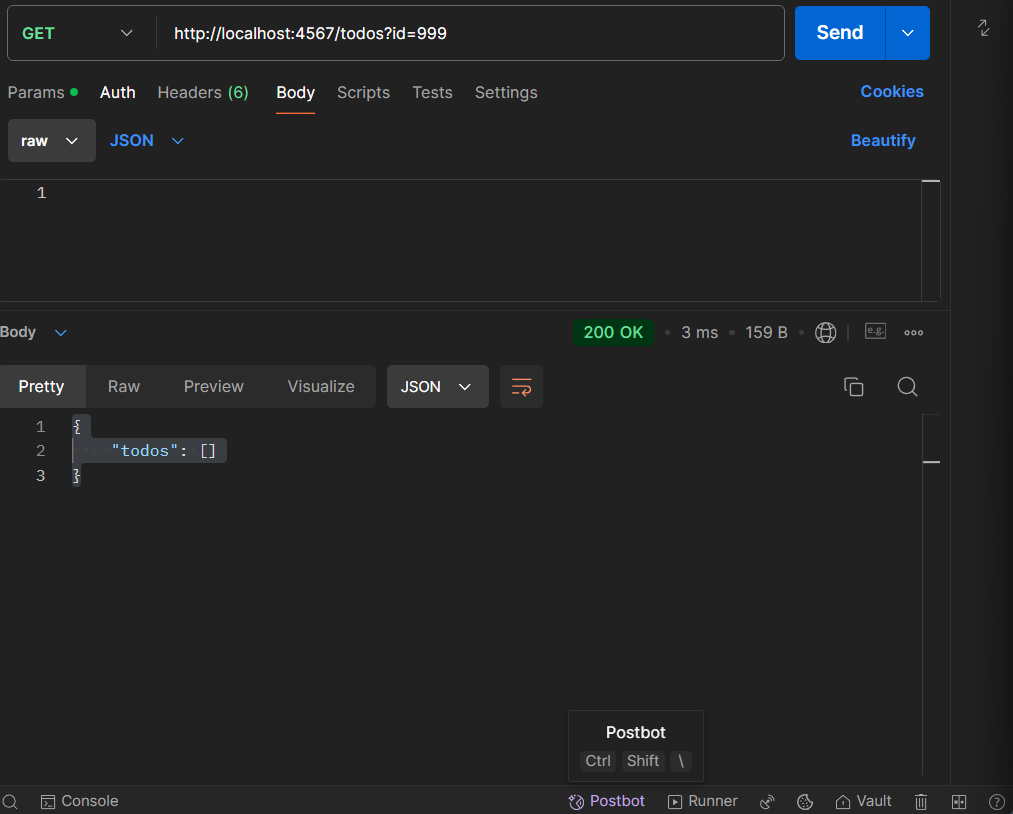 GET http://localhost:4567/todos?id=999 Send
Params Auth Headers (6) Body Scripts Tests Settings Cookies
raw JSON Beautify
1
Body 200 OK 3 ms 159 B e.g.
Pretty Raw Preview Visualize JSON
1 {
2 "todos": []
3 }
Postbot
Ctrl Shift \
Console Postbot Runner Vault ?